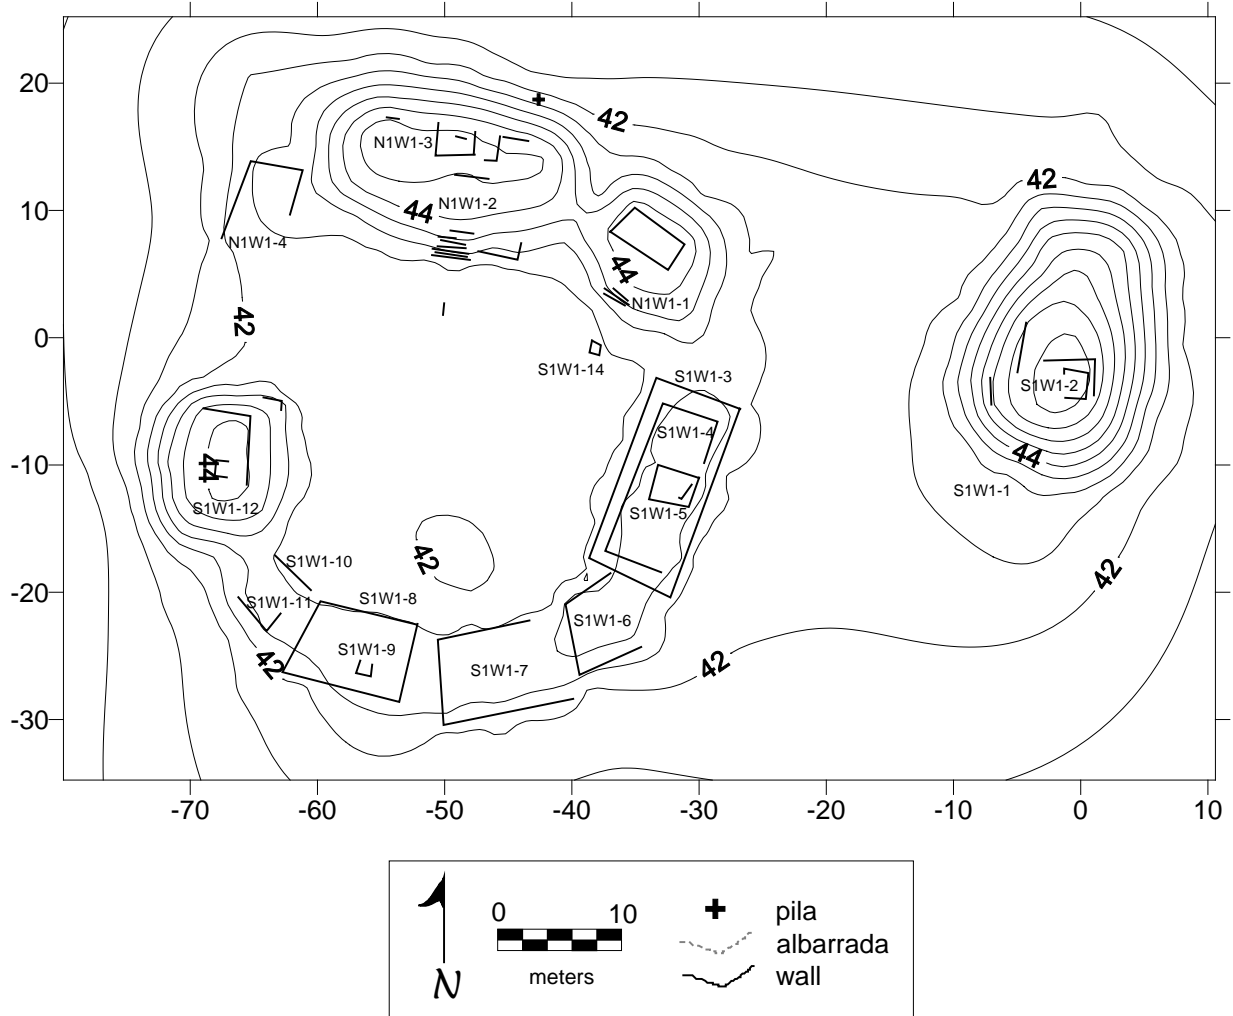 20
42
N1W1-3
42
10
44
N1W1-2
N1W1-4
44
N1W1-1
0
42
S1W1-14
S1W1-3
S1W1-2
S1W1-4
-10
44
44
S1W1-12
S1W1-5
S1W1-1
42
S1W1-10
42
-20
S1W1-11
S1W1-8
S1W1-6
42
S1W1-9
S1W1-7
42
-30
-70 -60 -50 -40 -30 -20 -10 0 10
0 10
meters
N
pila
albarrada
wall